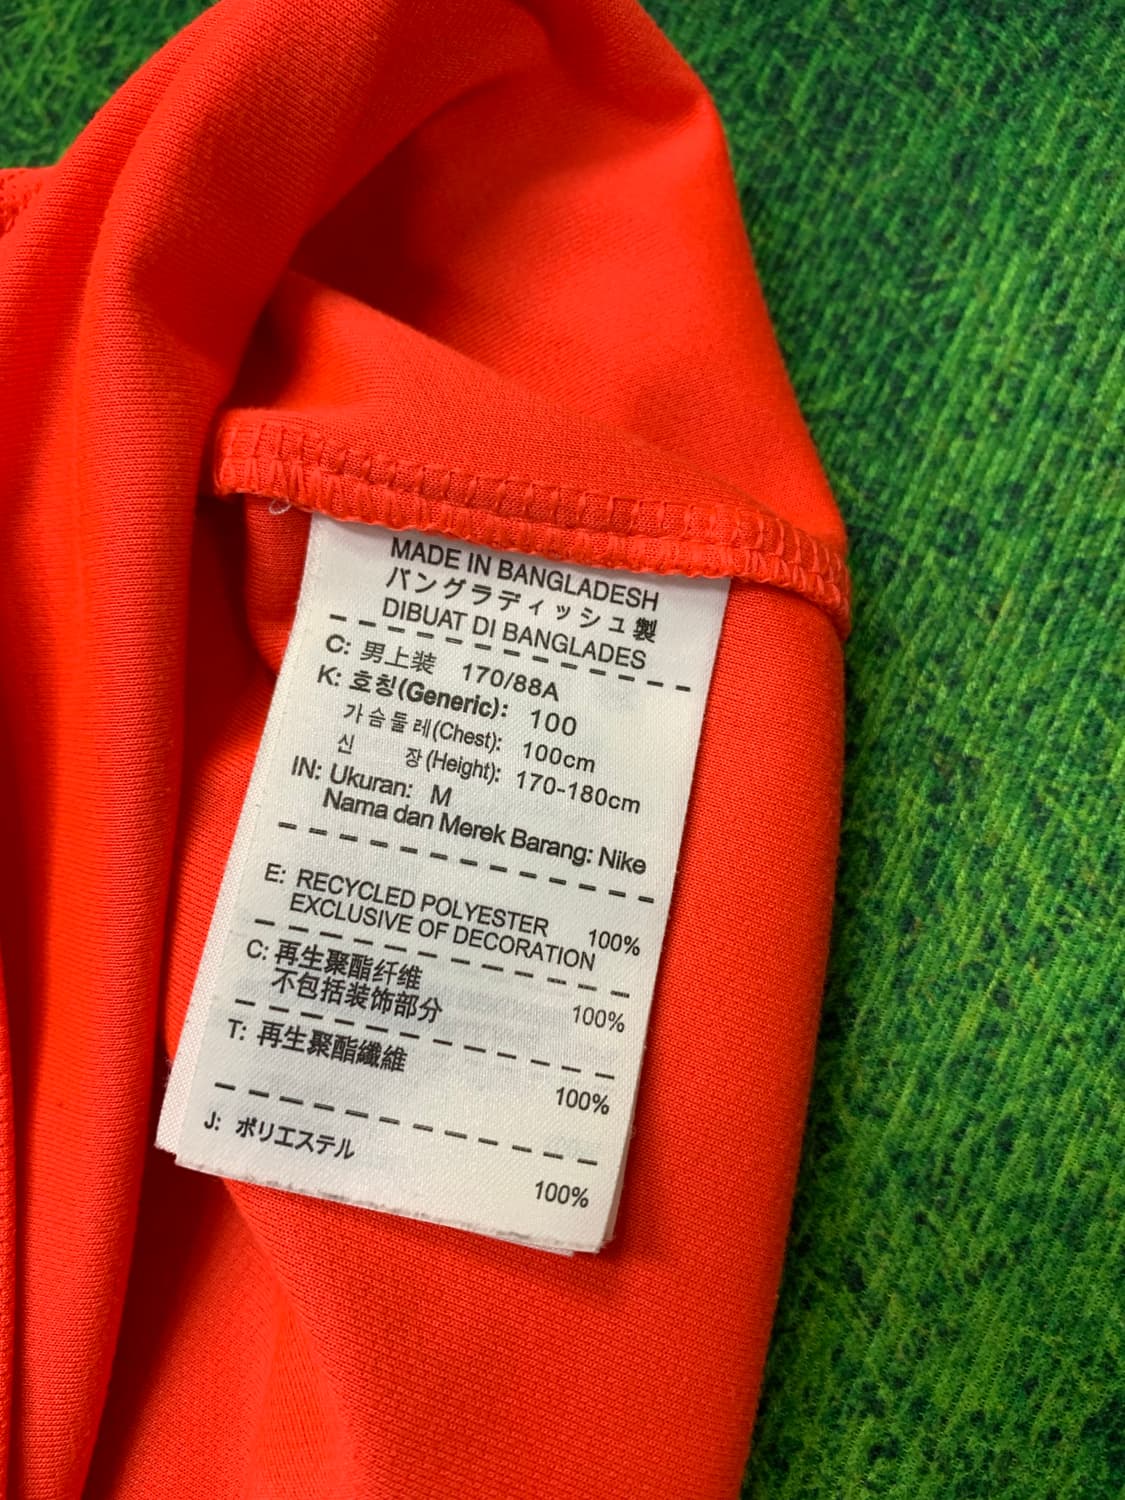 MADE IN BANGLADESH
バングラディッシュ製
DIBUAT DI BANGLADES
C: 男上装 170/88A
K: 호칭(Generic): 100
가슴둘레(Chest): 100cm
신 장(Height): 170-180cm
IN: Ukuran: M
Nama dan Merek Barang: Nike
E: RECYCLED POLYESTER 100%
EXCLUSIVE OF DECORATION
C: 再生聚酯纤维 100%
不包括装饰部分
T: 再生聚酯纖維 100%
J: ポリエステル 100%